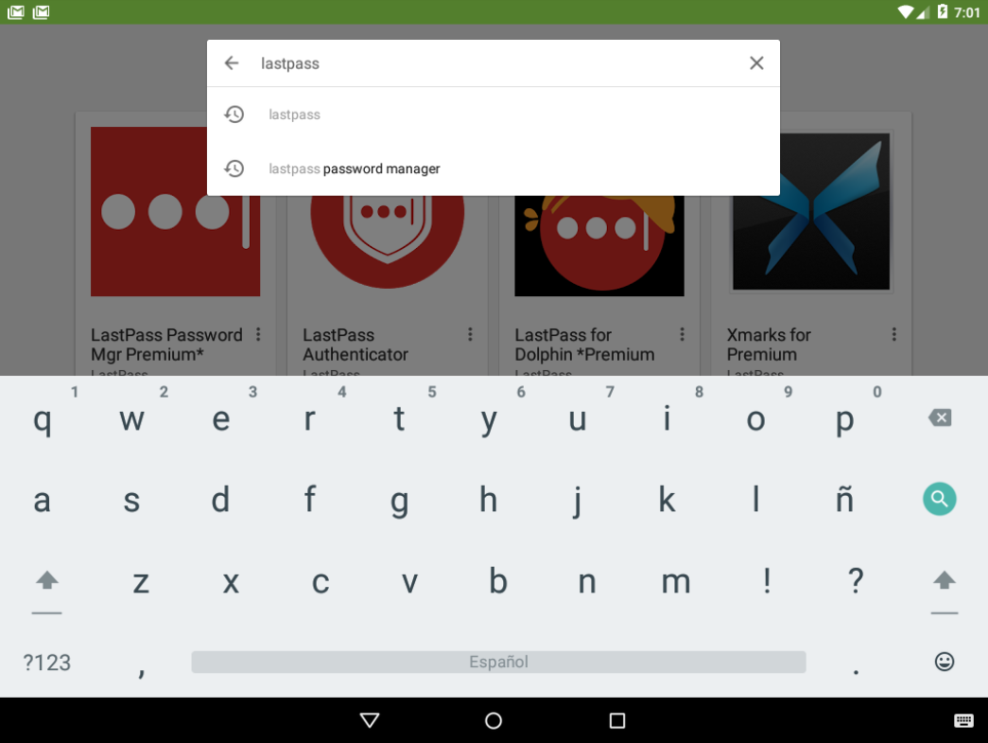 7:01
lastpass
lastpass
lastpass password manager
LastPass Password
Mgr Premium*
LastPass
Authenticator
LastPass for
Dolphin *Premium
Xmarks for
Premium
LastPass
LastPass
LastPass
LastPass
1 2 3 4 5 6 7 8 9 0
q w e r t y u i o p
a s d f g h j k l ñ
z x c v b n m ! ?
?123 , Español .